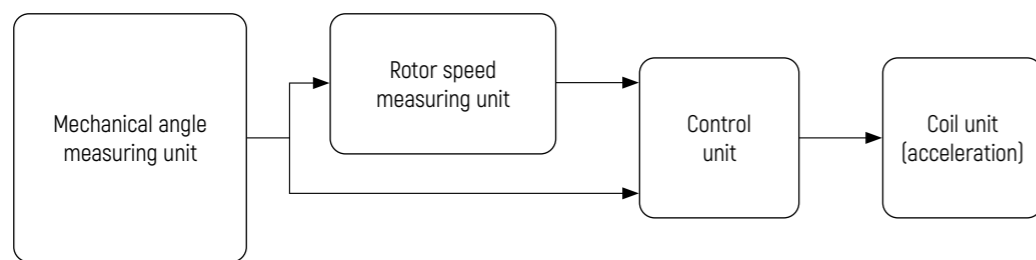 Mechanical angle
measuring unit
Rotor speed
measuring unit
Control
unit
Coil unit
(acceleration)